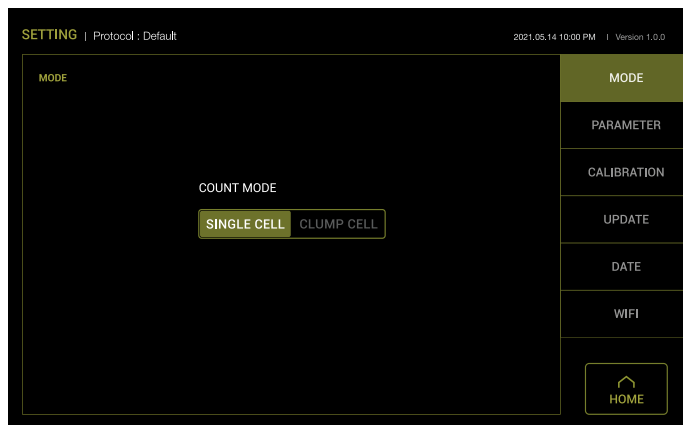 SETTING | Protocol : Default
2021.05.14 10:00 PM | Version 1.0.0
MODE
COUNT MODE
SINGLE CELL CLUMP CELL
MODE
PARAMETER
CALIBRATION
UPDATE
DATE
WIFI
HOME